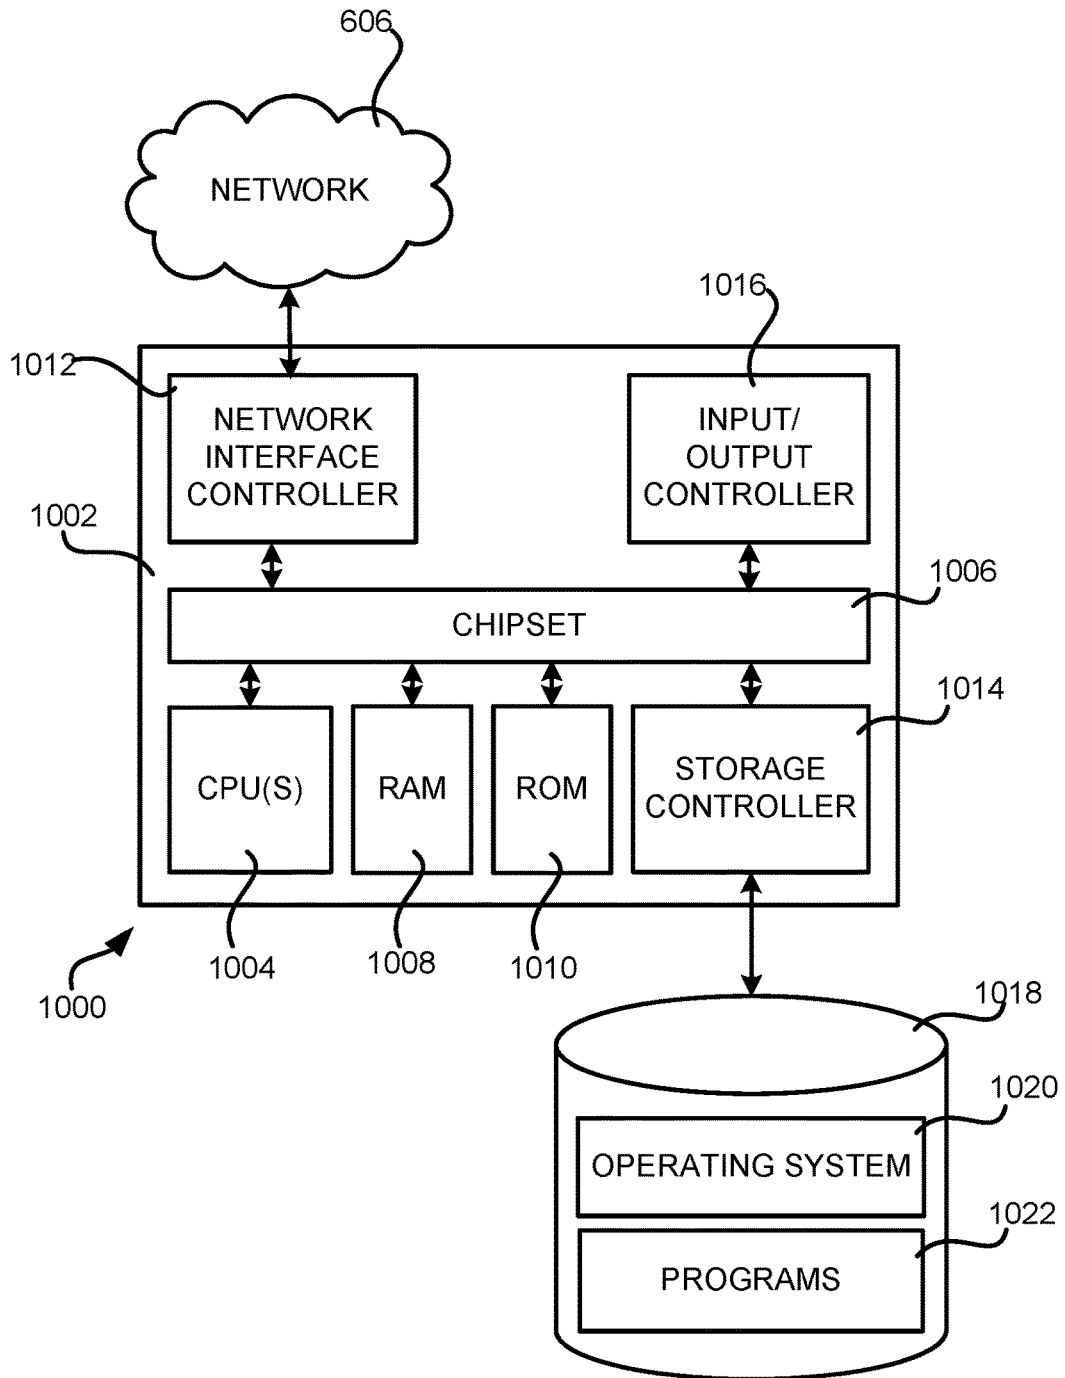 606
NETWORK
1016
1012
NETWORK
INTERFACE
CONTROLLER
INPUT/
OUTPUT
CONTROLLER
1002
1006
CHIPSET
1014
CPU(S)
RAM
ROM
STORAGE
CONTROLLER
1004
1008
1010
1000
1018
1020
OPERATING SYSTEM
1022
PROGRAMS